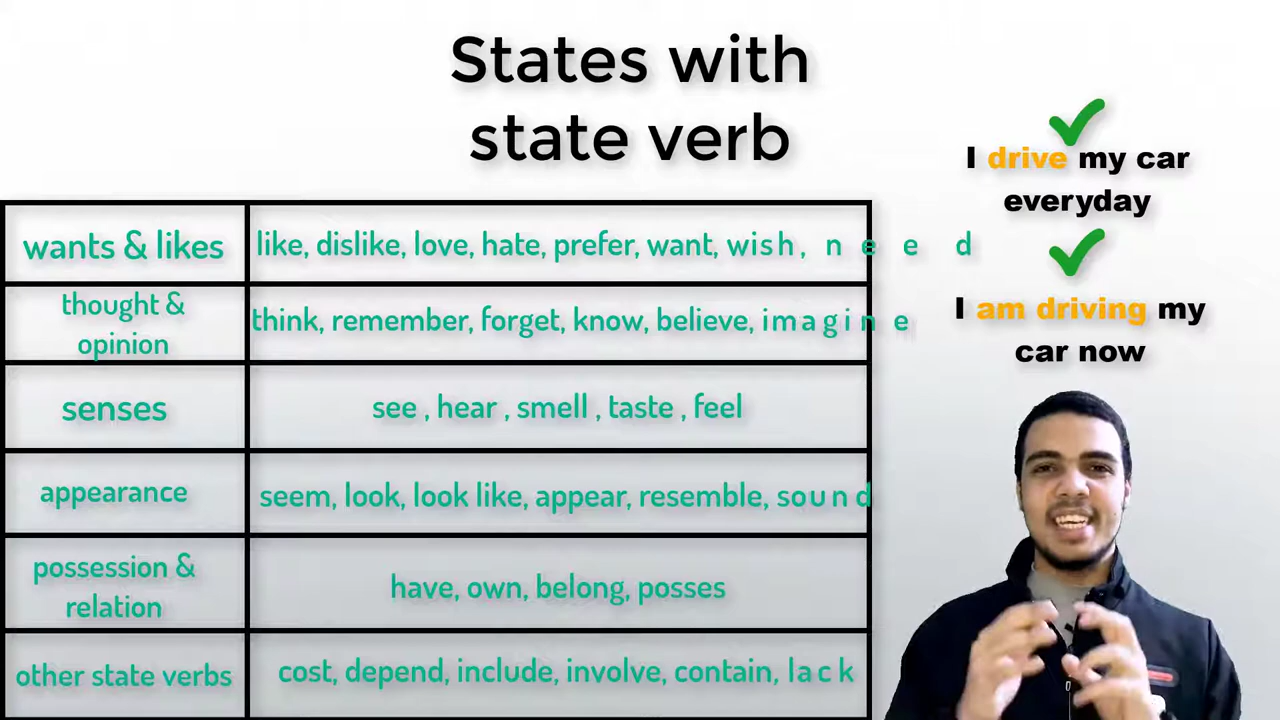 States with
state verb
I drive my car
everyday
I am driving my
car now
wants & likes
like, dislike, love, hate, prefer, want, wish, need
thought &
opinion
think, remember, forget, know, believe, imagine
senses
see , hear , smell , taste , feel
appearance
seem, look, look like, appear, resemble, sound
possession &
relation
have, own, belong, posses
other state verbs
cost, depend, include, involve, contain, lack